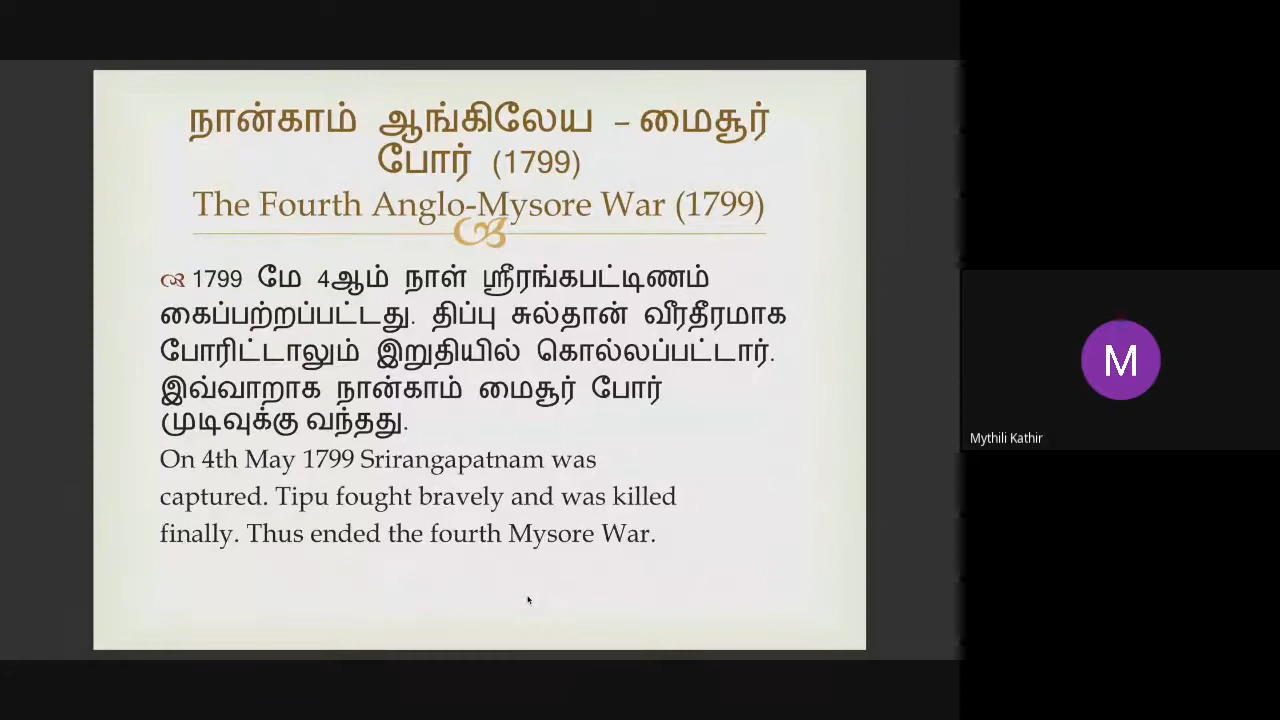 நான்காம் ஆங்கிலேய – மைசூர்
போர் (1799)
The Fourth Anglo-Mysore War (1799)
1799 மே 4ஆம் நாள் ஸ்ரீரங்கபட்டிணம்
கைப்பற்றப்பட்டது. திப்பு சுல்தான் வீரதீரமாக
போரிட்டாலும் இறுதியில் கொல்லப்பட்டார்.
இவ்வாறாக நான்காம் மைசூர் போர்
முடிவுக்கு வந்தது.
On 4th May 1799 Srirangapatnam was
captured. Tipu fought bravely and was killed
finally. Thus ended the fourth Mysore War.
M
Mythili Kathir